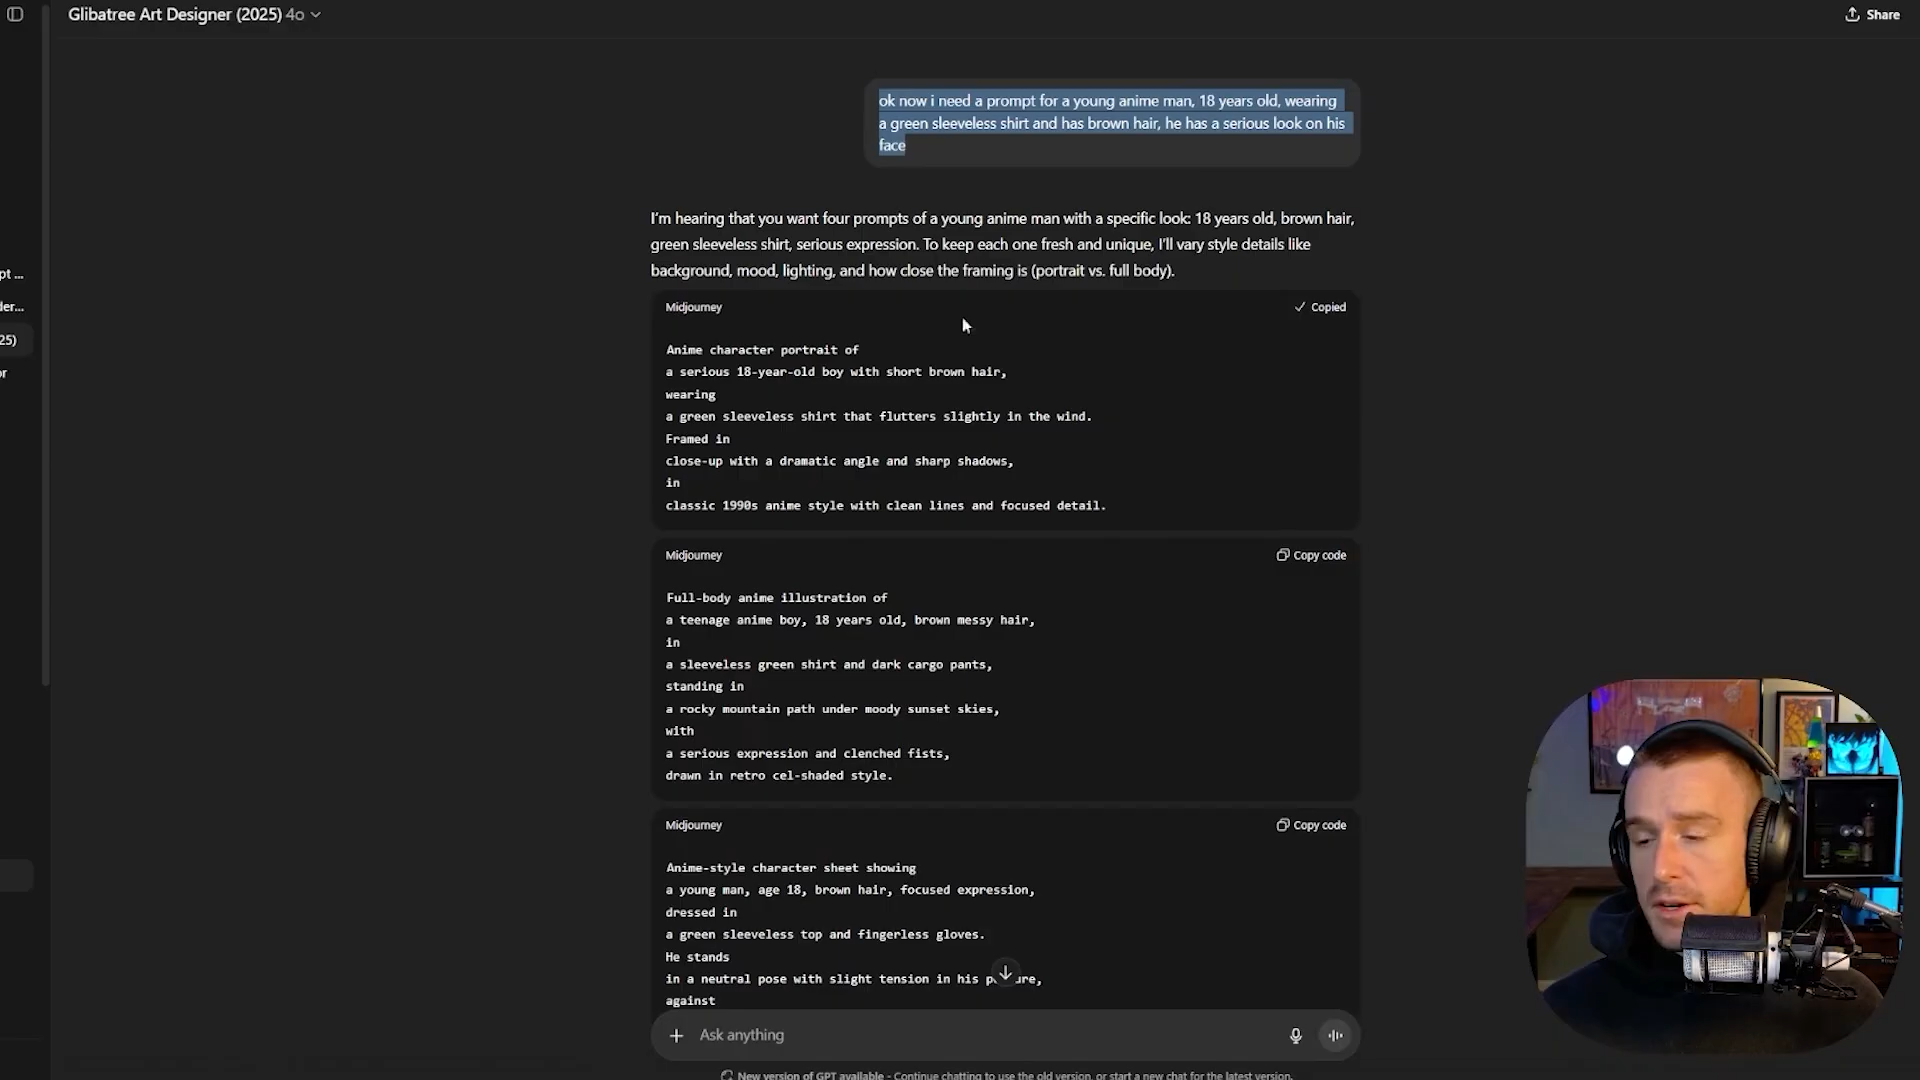 Glibatree Art Designer (2025) 4o
Share
ok now i need a prompt for a young anime man, 18 years old, wearing
a green sleeveless shirt and has brown hair, he has a serious look on his
face
pt ...
der...
25)
or
I'm hearing that you want four prompts of a young anime man with a specific look: 18 years old, brown hair,
green sleeveless shirt, serious expression. To keep each one fresh and unique, I'll vary style details like
background, mood, lighting, and how close the framing is (portrait vs. full body).
Midjourney
Copied
Anime character portrait of
a serious 18-year-old boy with short brown hair,
wearing
a green sleeveless shirt that flutters slightly in the wind.
Framed in
close-up with a dramatic angle and sharp shadows,
in
classic 1990s anime style with clean lines and focused detail.
Midjourney
Copy code
Full-body anime illustration of
a teenage anime boy, 18 years old, brown messy hair,
in
a sleeveless green shirt and dark cargo pants,
standing in
a rocky mountain path under moody sunset skies,
with
a serious expression and clenched fists,
drawn in retro cel-shaded style.
Midjourney
Copy code
Anime-style character sheet showing
a young man, age 18, brown hair, focused expression,
dressed in
a green sleeveless top and fingerless gloves.
He stands
in a neutral pose with slight tension in his p ure,
against
Ask anything
New version of GPT available - Continue chatting to use the old version, or start a new chat for the latest version.